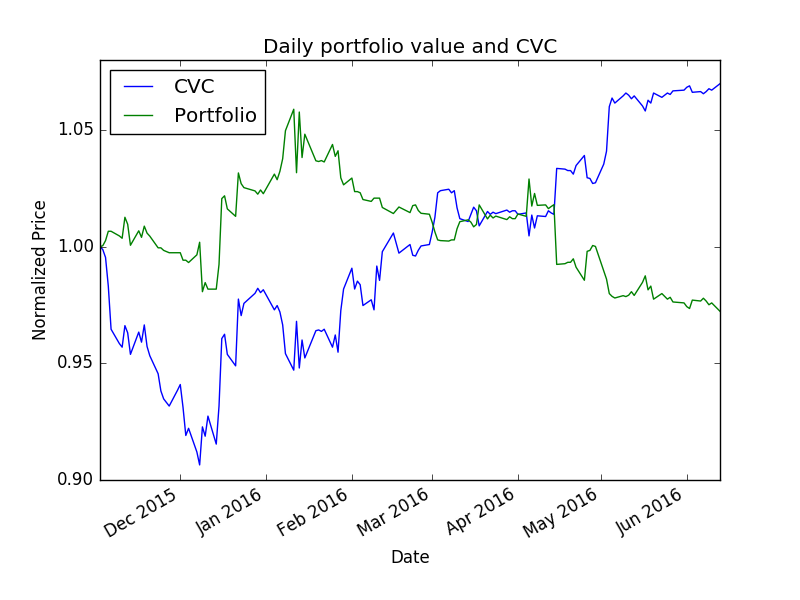 Daily portfolio value and CVC
CVC
Portfolio
1.05
1.00
0.95
0.90
Normalized Price
Dec 2015
Jan 2016
Feb 2016
Mar 2016
Apr 2016
May 2016
Jun 2016
Date